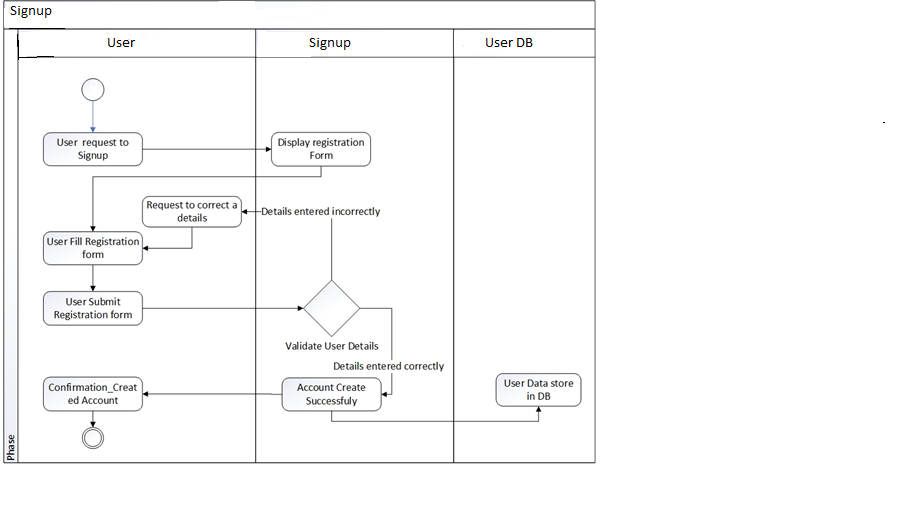 Signup
User
Signup
User DB
User request to
Signup
Display registration
Form
Request to correct a
details
Details entered incorrectly
User Fill Registration
form
User Submit
Registration form
Validate User Details
Details entered correctly
Confirmation_Creat
ed Account
Account Create
Successfuly
User Data store
in DB
Phase